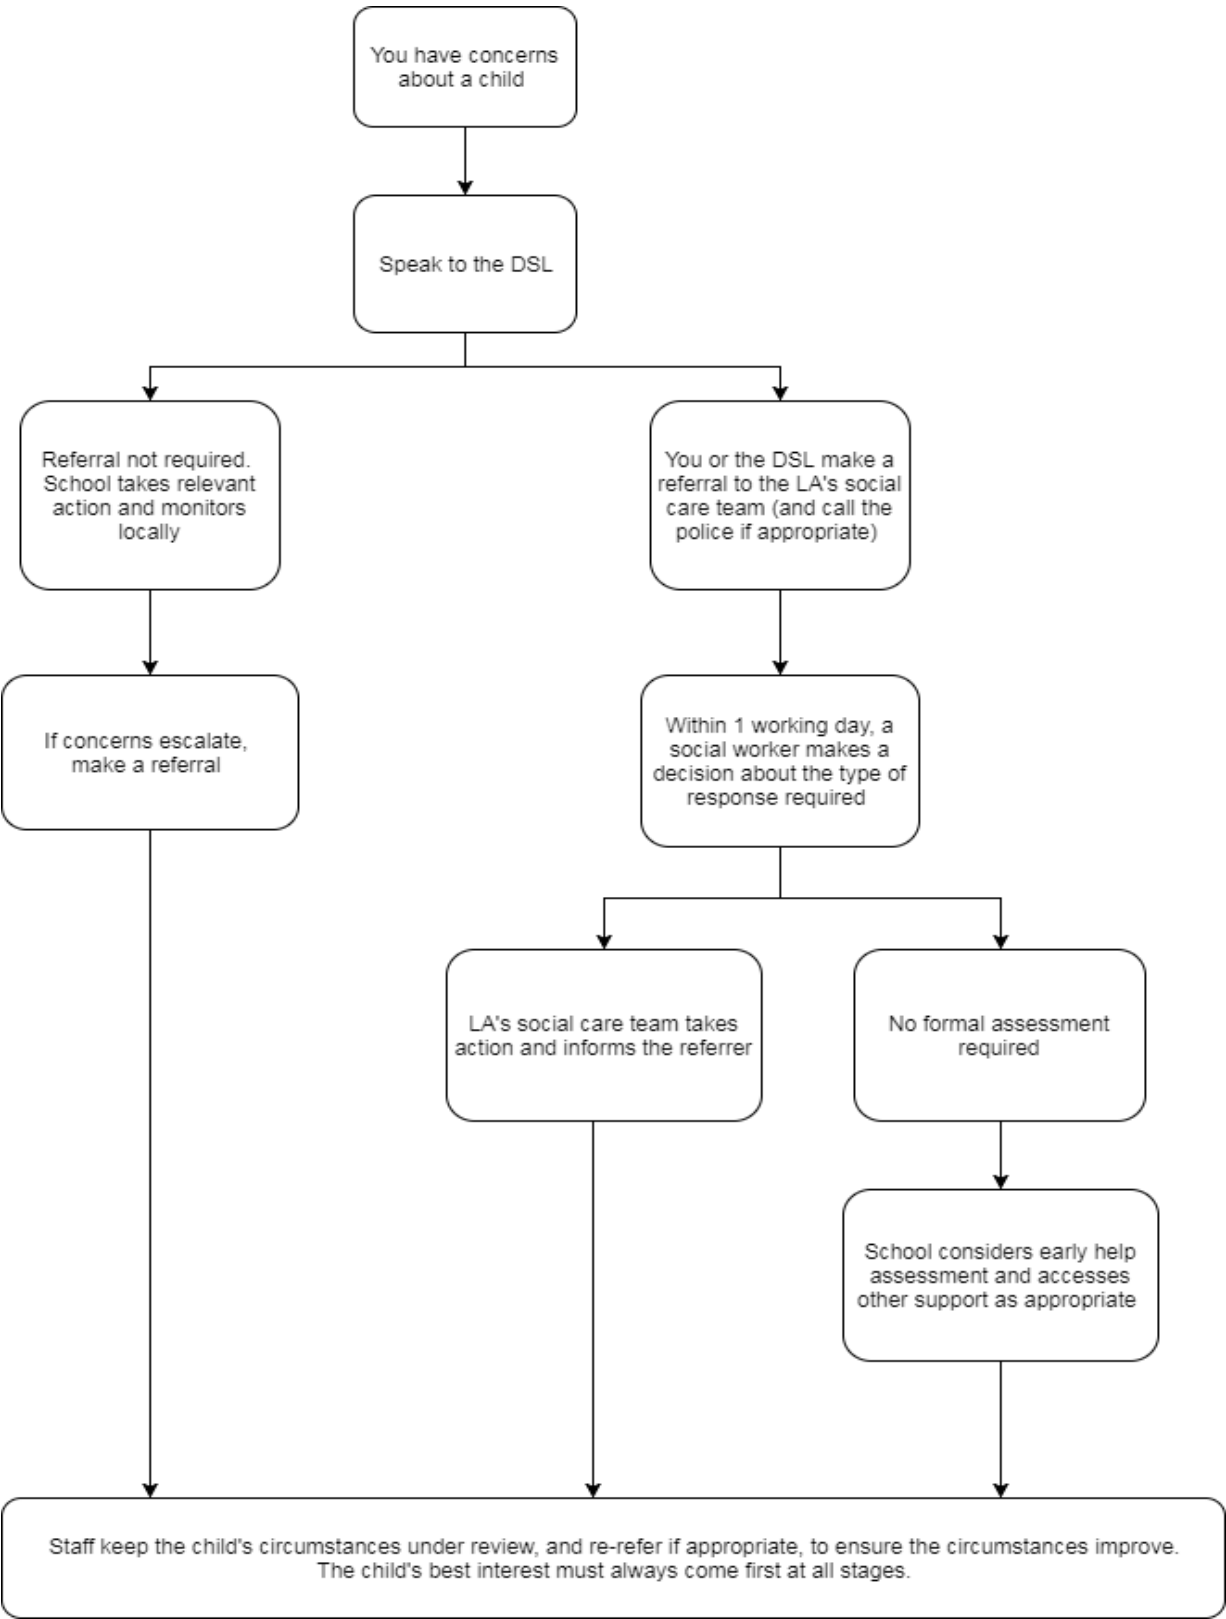 You have concerns
about a child
Speak to the DSL
Referral not required.
School takes relevant
action and monitors
locally
You or the DSL make a
referral to the LA's social
care team (and call the
police if appropriate)
If concerns escalate,
make a referral
Within 1 working day, a
social worker makes a
decision about the type of
response required
LA's social care team takes
action and informs the referrer
No formal assessment
required
School considers early help
assessment and accesses
other support as appropriate
Staff keep the child's circumstances under review, and re-refer if appropriate, to ensure the circumstances improve.
The child's best interest must always come first at all stages.